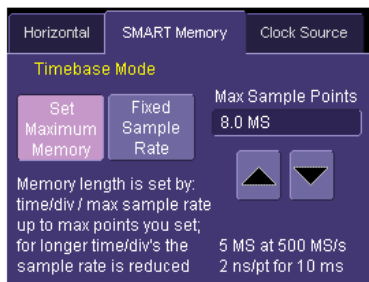 Horizontal
SMART Memory
Clock Source
Timebase Mode
Set
Maximum
Memory
Fixed
Sample
Rate
Max Sample Points
8.0 MS
Memory length is set by:
time/div / max sample rate
up to max points you set;
for longer time/div's the
sample rate is reduced
5 MS at 500 MS/s
2 ns/pt for 10 ms